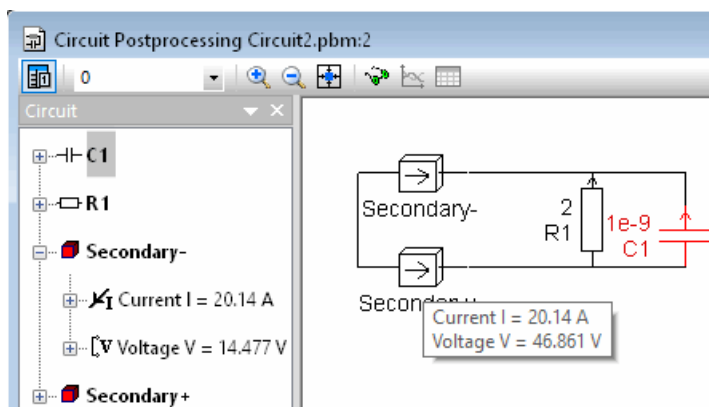 Circuit Postprocessing Circuit2.pbm:2
0
Circuit
C1
R1
Secondary-
Current I = 20.14 A
Voltage V = 14.477 V
Secondary+
Secondary-
2
R1
1e-9
C1
Current I = 20.14 A
Voltage V = 46.861 V